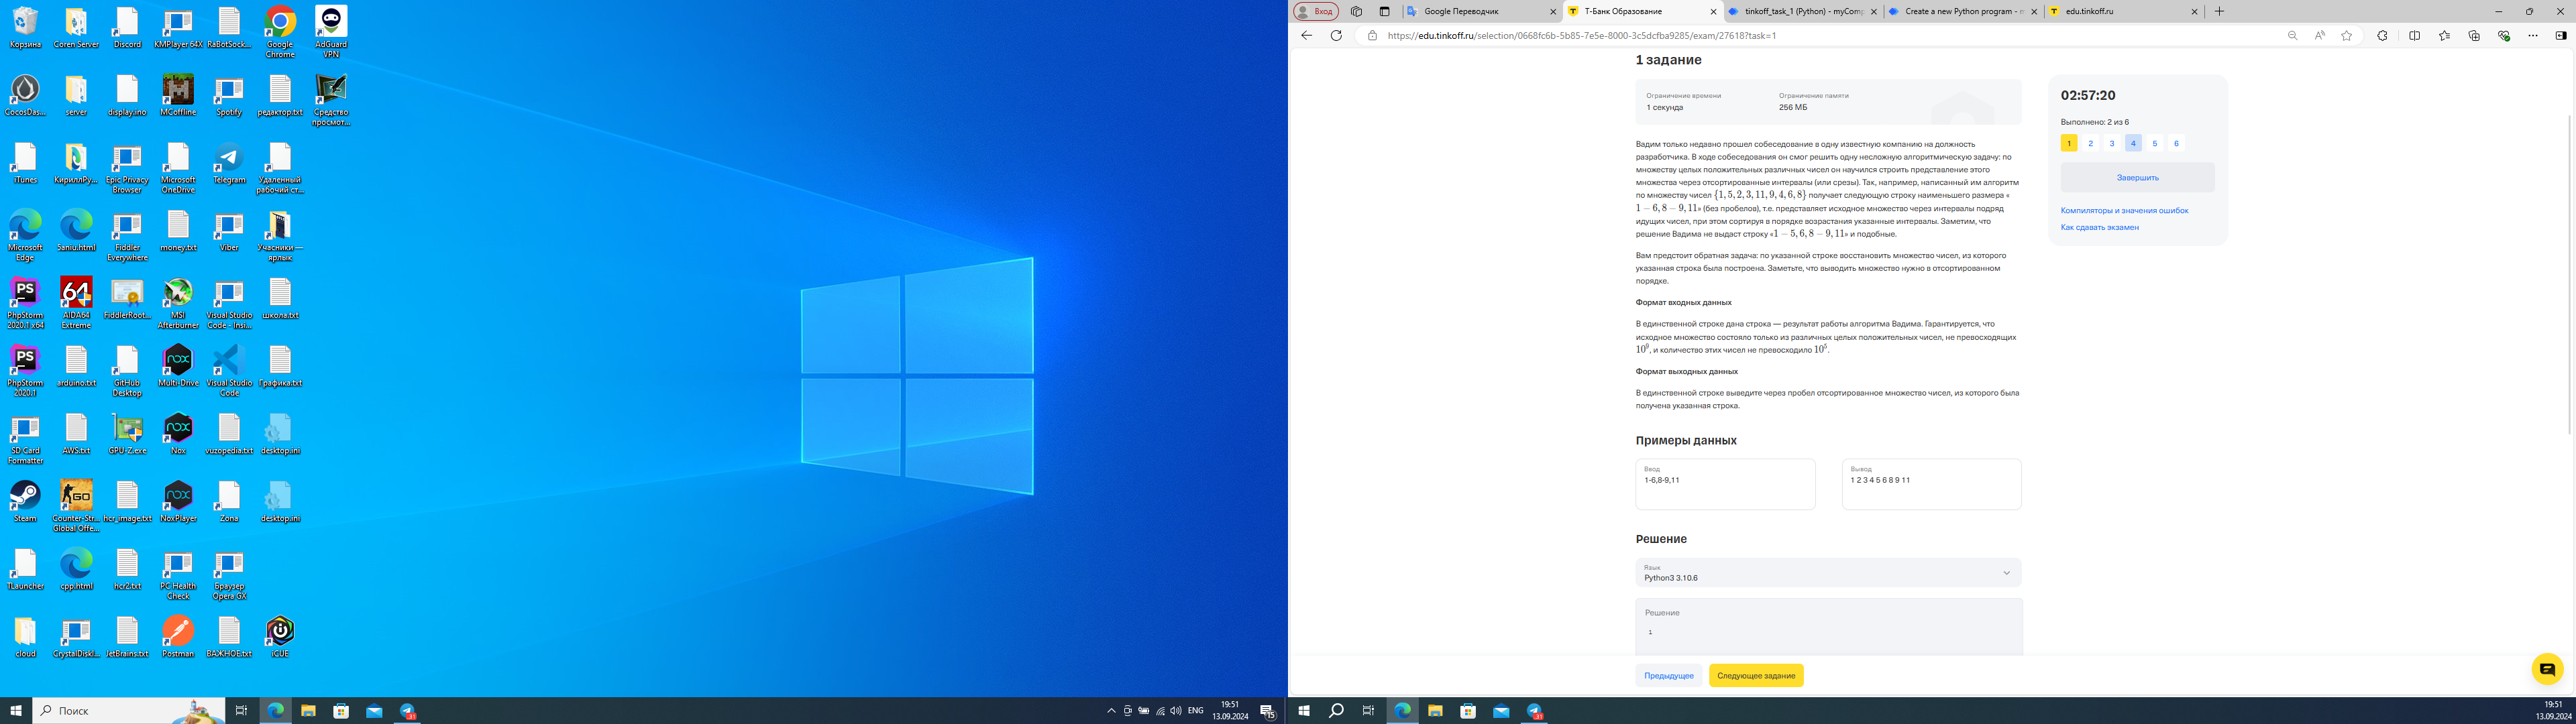 Корзина
Goren Server
Discord
KMPlayer 64X
RaBotSock...
Google Chrome
AdGuard VPN
CocosDas...
server
display.ino
MCoffline
Spotify
редактор.txt
Средство просмот...
iTunes
КириллРу...
Epic Privacy Browser
Microsoft OneDrive
Telegram
Удаленный рабочий ст...
Microsoft Edge
Saniu.html
Fiddler Everywhere
money.txt
Viber
Учасники — ярлык
PhpStorm 2020.1 x64
AIDA64 Extreme
FiddlerRoot...
MSI Afterburner
Visual Studio Code - Insi...
школа.txt
PhpStorm 2020.1
arduino.txt
GitHub Desktop
Multi-Drive
Visual Studio Code
Графика.txt
SD Card Formatter
AWS.txt
GPU-Z.exe
Nox
vuzopedia.txt
desktop.ini
Steam
Counter-Str... Global Offe...
hcr_image.txt
NoxPlayer
Zona
desktop.ini
TLauncher
cpp.html
hcr2.txt
PC Health Check
Браузер Opera GX
cloud
CrystalDiskI...
JetBrains.txt
Postman
ВАЖНОЕ.txt
iCUE
Поиск
ENG
19:51
13.09.2024
15
Вход
Google Переводчик
Т-Банк Образование
tinkoff_task_1 (Python) - myComp
Create a new Python program - m
edu.tinkoff.ru
https://edu.tinkoff.ru/selection/0668fc6b-5b85-7e5e-8000-3c5dcfba9285/exam/27618?task=1
1 задание
Ограничение времени
1 секунда
Ограничение памяти
256 МБ
Вадим только недавно прошел собеседование в одну известную компанию на должность
разработчика. В ходе собеседования он смог решить одну несложную алгоритмическую задачу: по
множеству целых положительных различных чисел он научился строить представление этого
множества через отсортированные интервалы (или срезы). Так, например, написанный им алгоритм
по множеству чисел {1, 5, 2, 3, 11, 9, 4, 6, 8} получает следующую строку наименьшего размера «
1 − 6, 8 − 9, 11» (без пробелов), т.е. представляет исходное множество через интервалы подряд
идущих чисел, при этом сортируя в порядке возрастания указанные интервалы. Заметим, что
решение Вадима не выдаст строку «1 − 5, 6, 8 − 9, 11» и подобные.
Вам предстоит обратная задача: по указанной строке восстановить множество чисел, из которого
указанная строка была построена. Заметьте, что выводить множество нужно в отсортированном
порядке.
Формат входных данных
В единственной строке дана строка — результат работы алгоритма Вадима. Гарантируется, что
исходное множество состояло только из различных целых положительных чисел, не превосходящих
10⁹, и количество этих чисел не превосходило 10⁵.
Формат выходных данных
В единственной строке выведите через пробел отсортированное множество чисел, из которого была
получена указанная строка.
Примеры данных
Ввод
1-6,8-9,11
Вывод
1 2 3 4 5 6 8 9 11
Решение
Язык
Python3 3.10.6
Решение
1
Предыдущее
Следующее задание
02:57:20
Выполнено: 2 из 6
1 2 3 4 5 6
Завершить
Компиляторы и значения ошибок
Как сдавать экзамен
19:51
13.09.2024